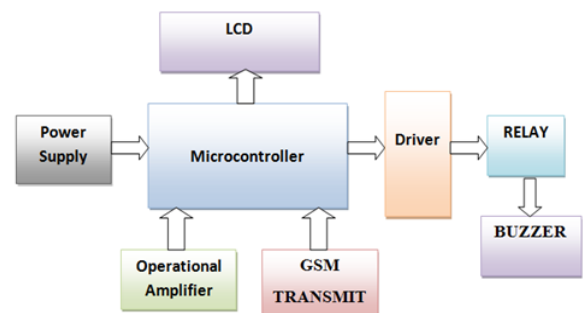 LCD
Power
Supply
Microcontroller
Driver
RELAY
BUZZER
Operational
Amplifier
GSM
TRANSMIT